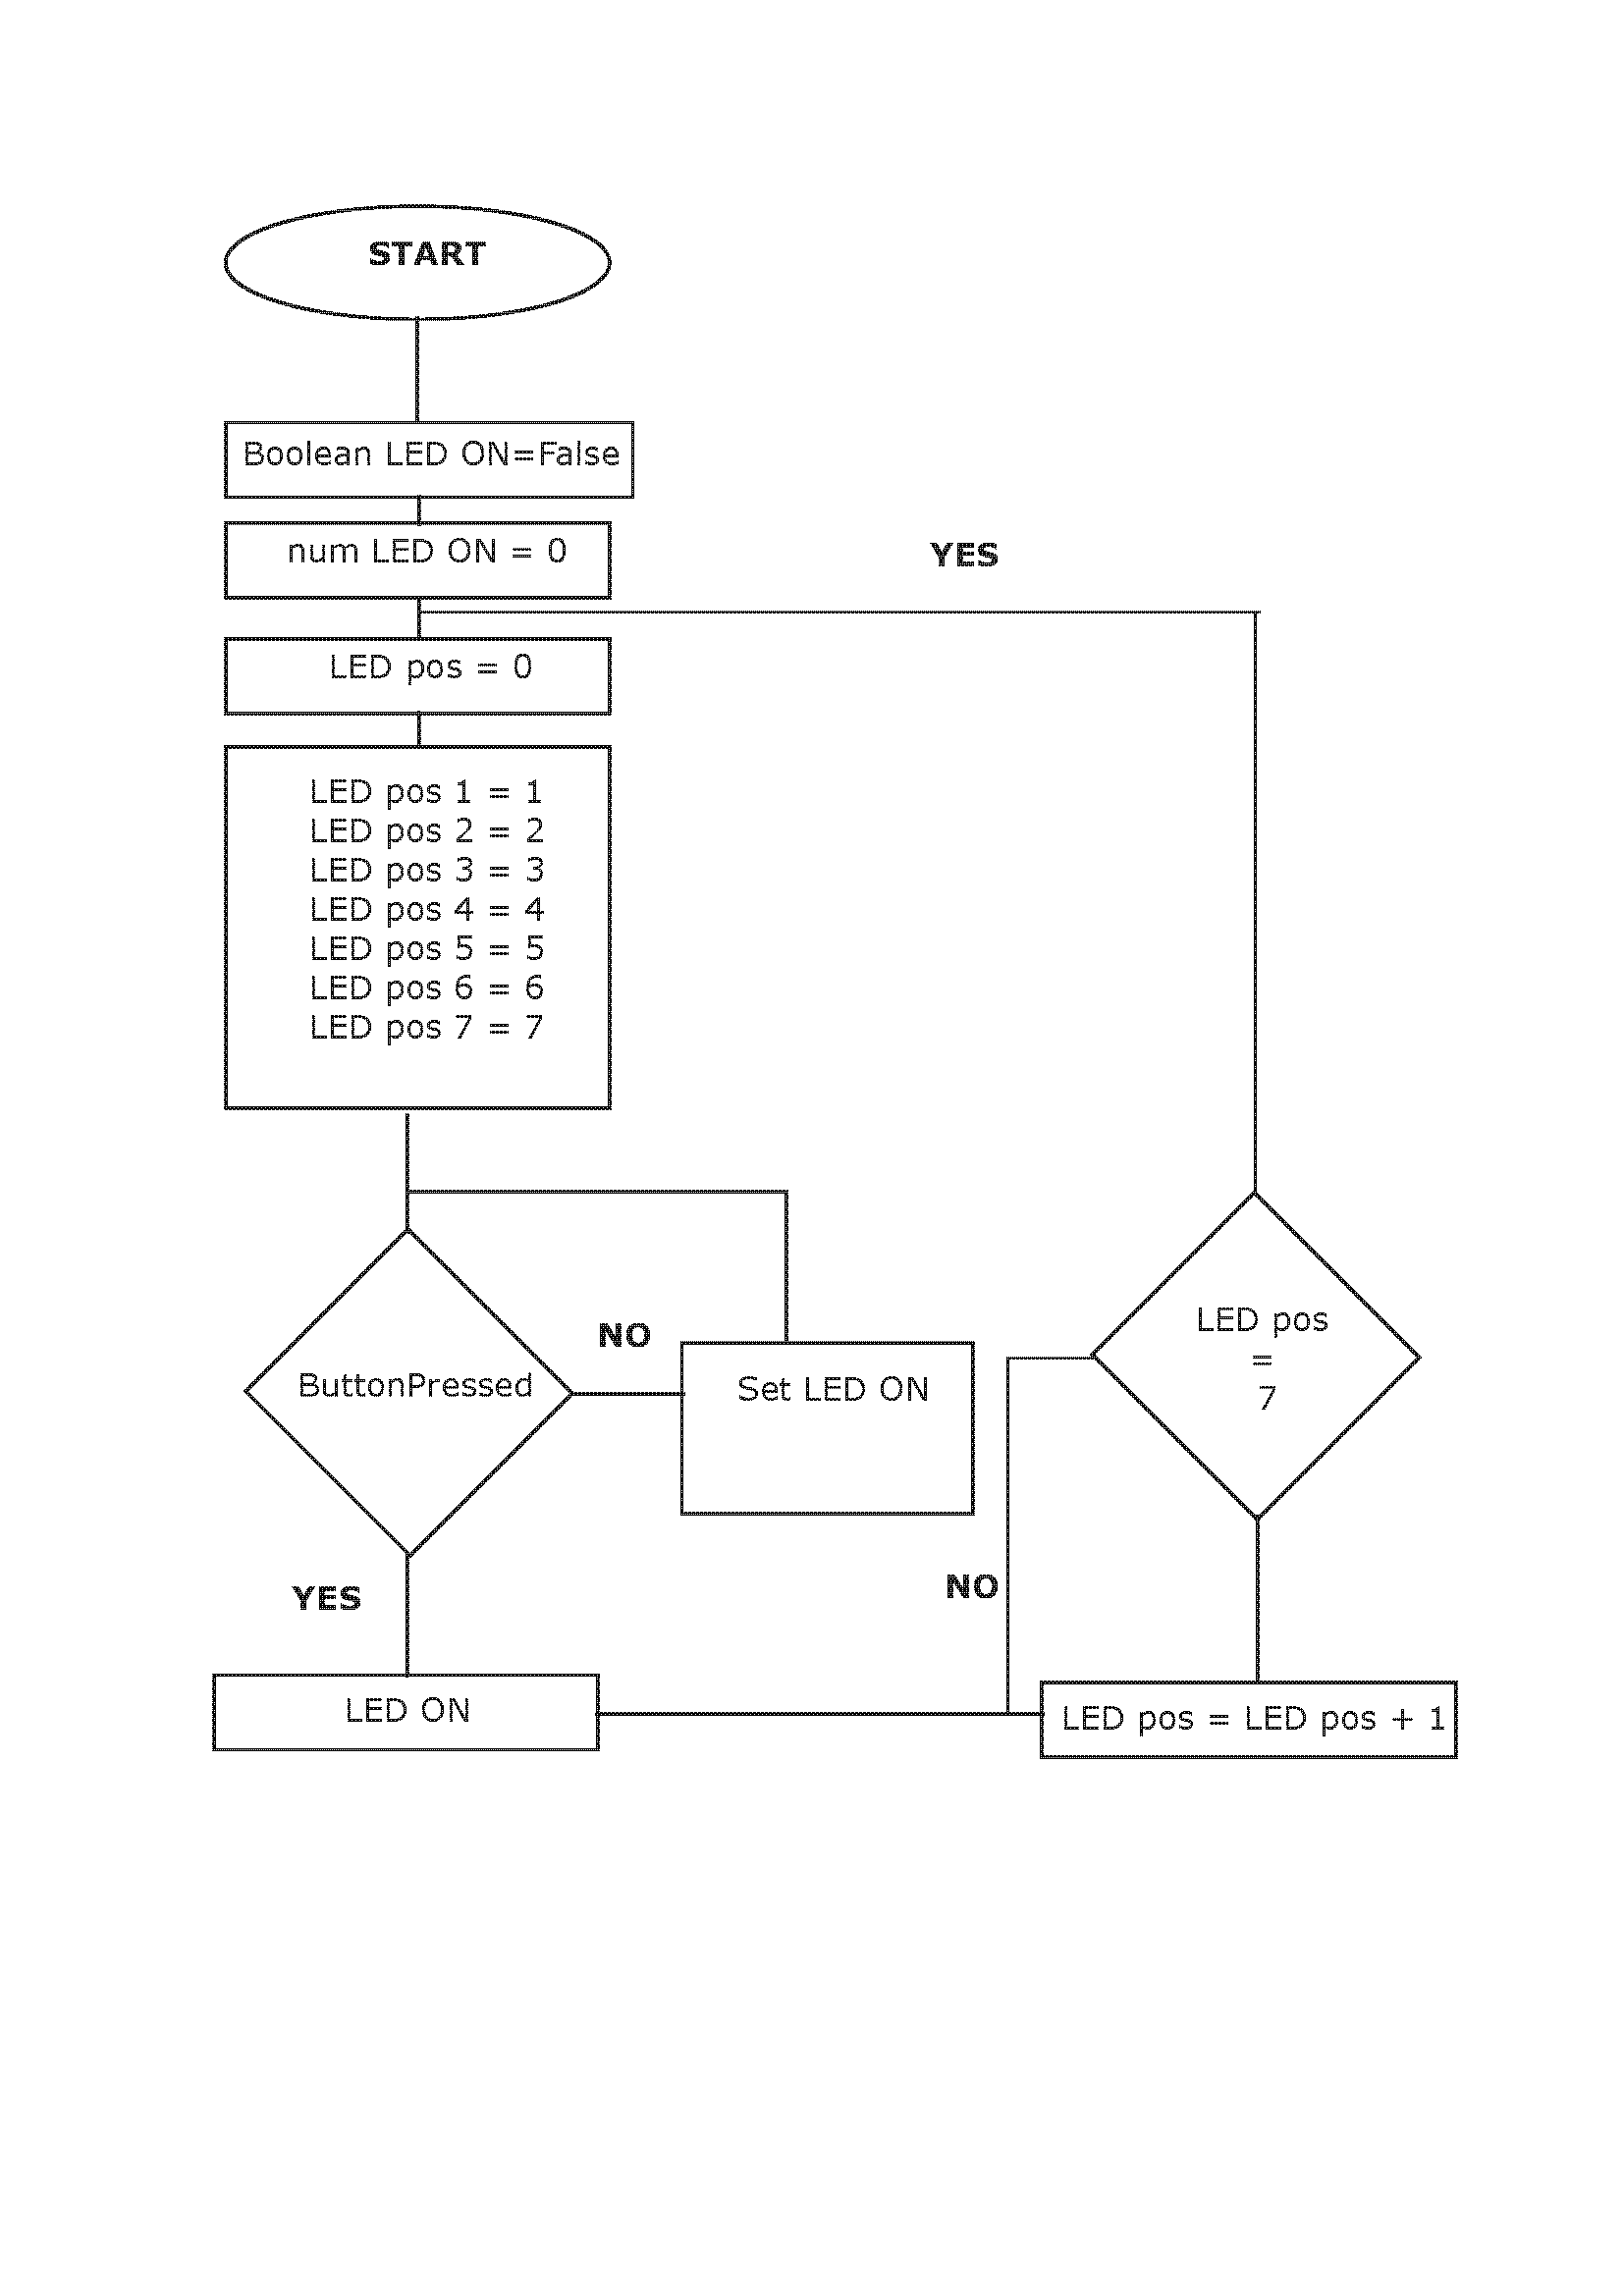 START
Boolean LED ON=False
num LED ON = 0
YES
LED pos = 0
LED pos 1 = 1
LED pos 2 = 2
LED pos 3 = 3
LED pos 4 = 4
LED pos 5 = 5
LED pos 6 = 6
LED pos 7 = 7
ButtonPressed
NO
Set LED ON
LED pos
=
7
YES
NO
LED ON
LED pos = LED pos + 1